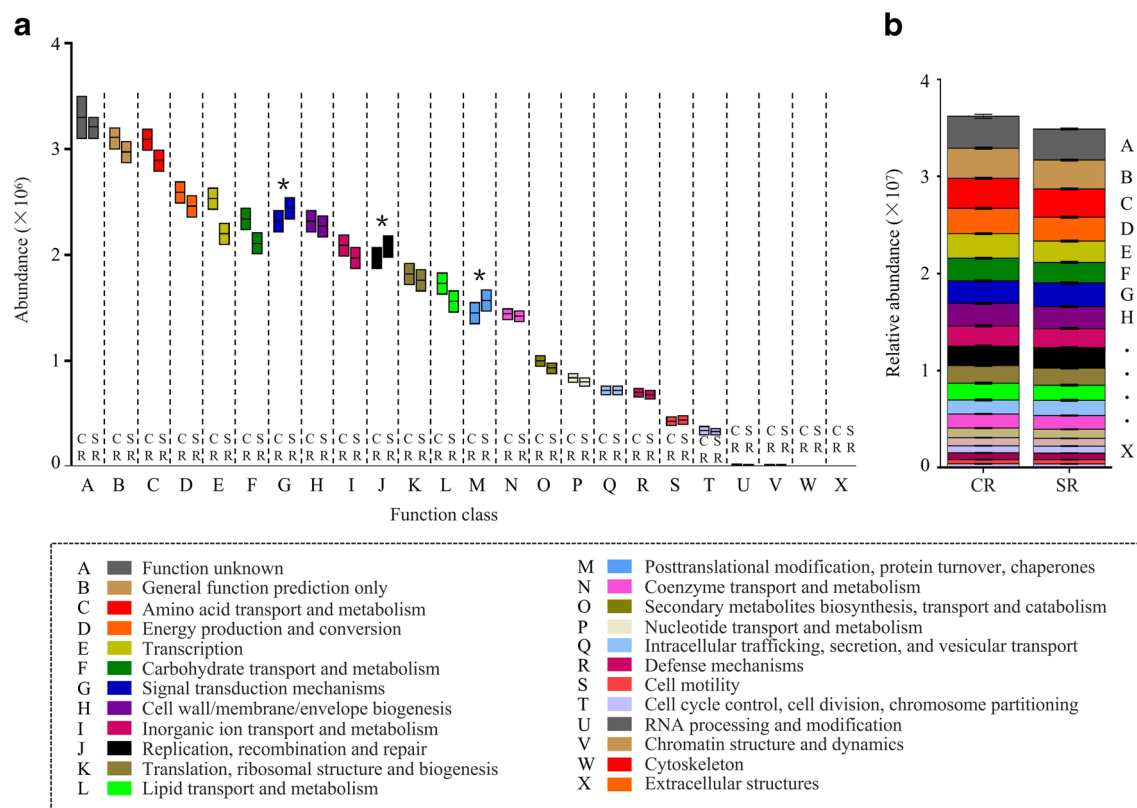 a
b
4
3
2
1
0
Abundance (×10⁶)
* * *
C S C S C S C S C S C S C S C S C S C S C S C S C S C S C S C S C S C S C S C S C S C S C S C S
R R R R R R R R R R R R R R R R R R R R R R R R R R R R R R R R R R R R R R R R R R R R R R R R
A B C D E F G H I J K L M N O P Q R S T U V W X
Function class
4
3
2
1
0
Relative abundance (×10⁷)
A
B
C
D
E
F
G
H
.
.
.
.
X
CR SR
A Function unknown
B General function prediction only
C Amino acid transport and metabolism
D Energy production and conversion
E Transcription
F Carbohydrate transport and metabolism
G Signal transduction mechanisms
H Cell wall/membrane/envelope biogenesis
I Inorganic ion transport and metabolism
J Replication, recombination and repair
K Translation, ribosomal structure and biogenesis
L Lipid transport and metabolism
M Posttranslational modification, protein turnover, chaperones
N Coenzyme transport and metabolism
O Secondary metabolites biosynthesis, transport and catabolism
P Nucleotide transport and metabolism
Q Intracellular trafficking, secretion, and vesicular transport
R Defense mechanisms
S Cell motility
T Cell cycle control, cell division, chromosome partitioning
U RNA processing and modification
V Chromatin structure and dynamics
W Cytoskeleton
X Extracellular structures